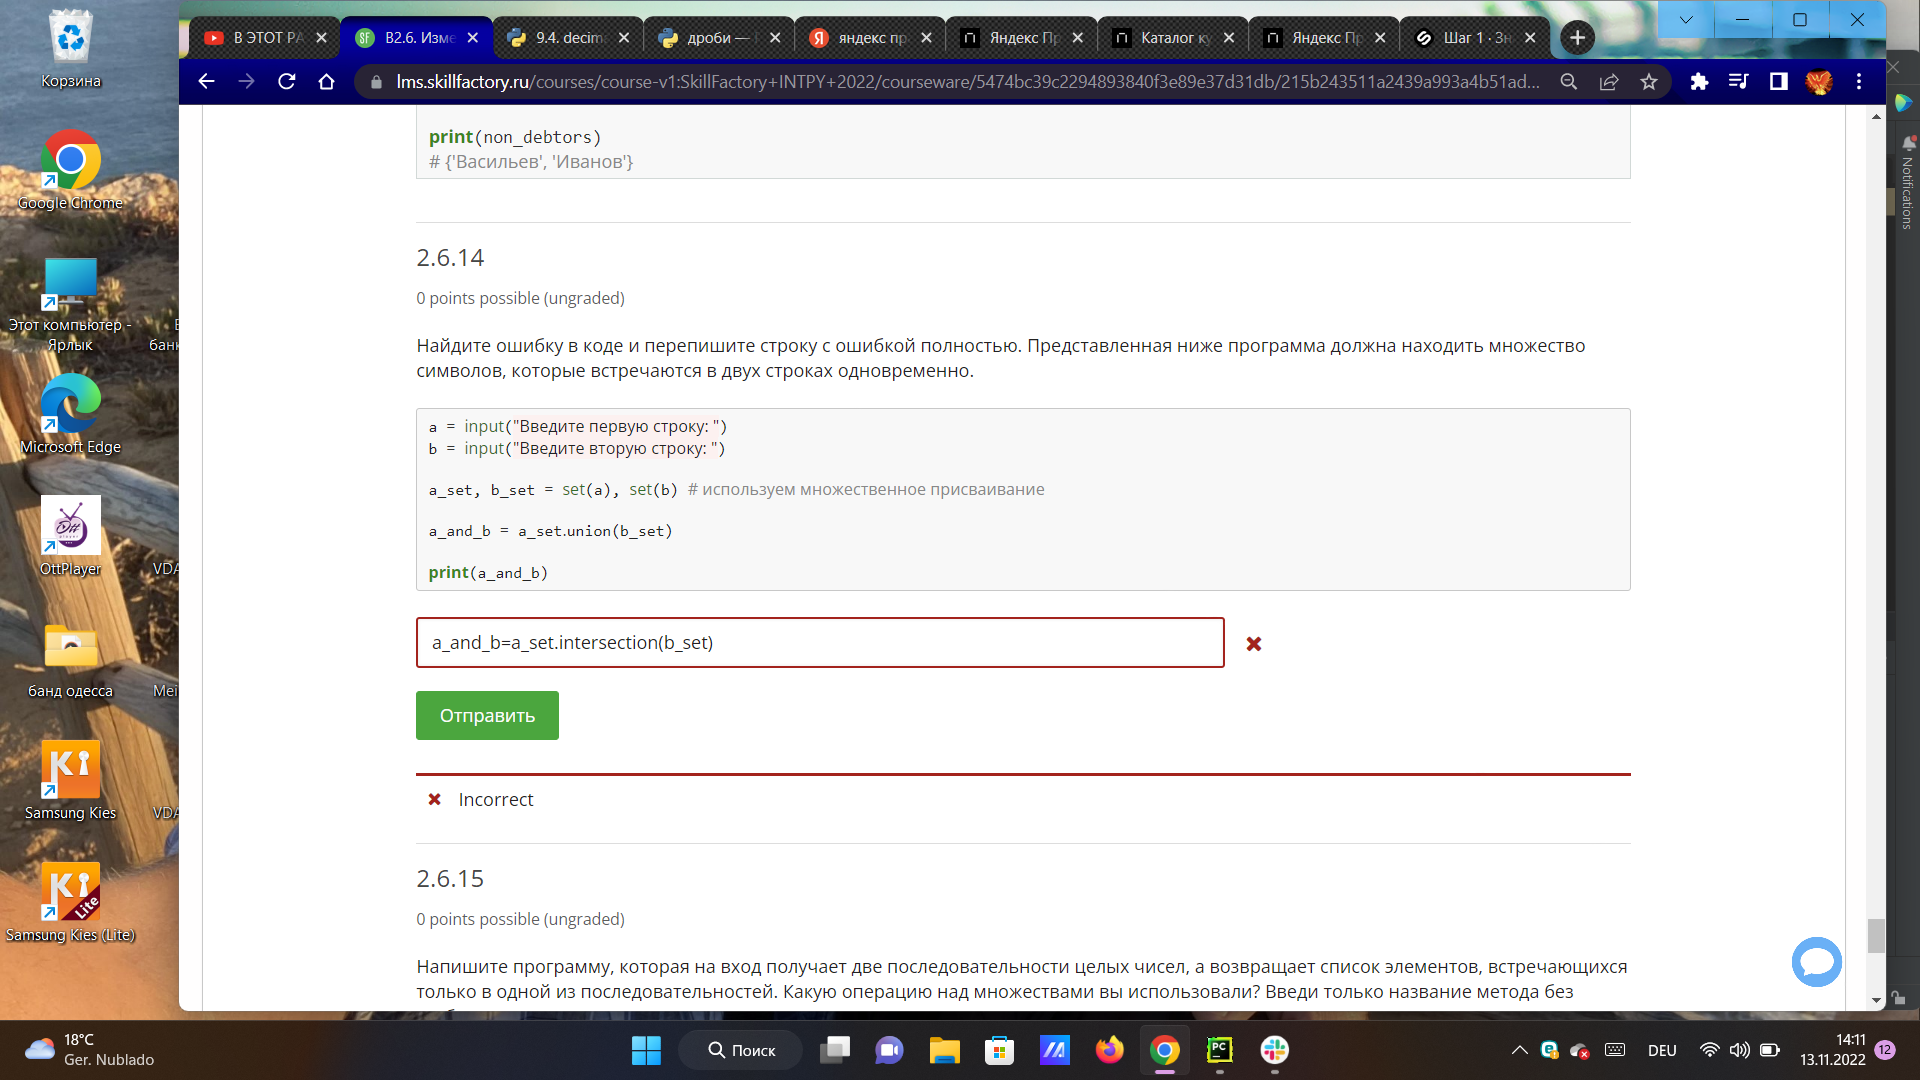 В ЭТОТ РА
B2.6. Изме
9.4. decima
дроби —
яндекс пр
Яндекс Пр
Каталог ку
Яндекс Пр
Шаг 1 · Зн
lms.skillfactory.ru/courses/course-v1:SkillFactory+INTPY+2022/courseware/5474bc39c2294893840f3e89e37d31db/215b243511a2439a993a4b51ad...
Корзина
Google Chrome
Этот компьютер -
Ярлык
банк
Microsoft Edge
OttPlayer
VDA
банд одесса
Mei
Samsung Kies
VDA
Samsung Kies (Lite)
Notifications
print(non_debtors)
# {'Васильев', 'Иванов'}
2.6.14
0 points possible (ungraded)
Найдите ошибку в коде и перепишите строку с ошибкой полностью. Представленная ниже программа должна находить множество
символов, которые встречаются в двух строках одновременно.
a = input("Введите первую строку: ")
b = input("Введите вторую строку: ")
a_set, b_set = set(a), set(b) # используем множественное присваивание
a_and_b = a_set.union(b_set)
print(a_and_b)
a_and_b=a_set.intersection(b_set)
Отправить
Incorrect
2.6.15
0 points possible (ungraded)
Напишите программу, которая на вход получает две последовательности целых чисел, а возвращает список элементов, встречающихся
только в одной из последовательностей. Какую операцию над множествами вы использовали? Введи только название метода без
18°C
Ger. Nublado
Поиск
DEU
14:11
13.11.2022
12